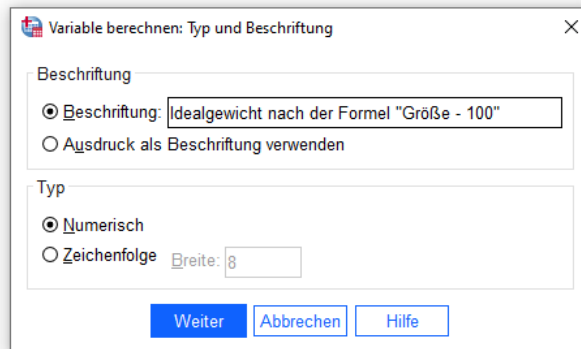 Variable berechnen: Typ und Beschriftung
Beschriftung
Beschriftung: Idealgewicht nach der Formel "Größe - 100"
Ausdruck als Beschriftung verwenden
Typ
Numerisch
Zeichenfolge Breite: 8
Weiter Abbrechen Hilfe